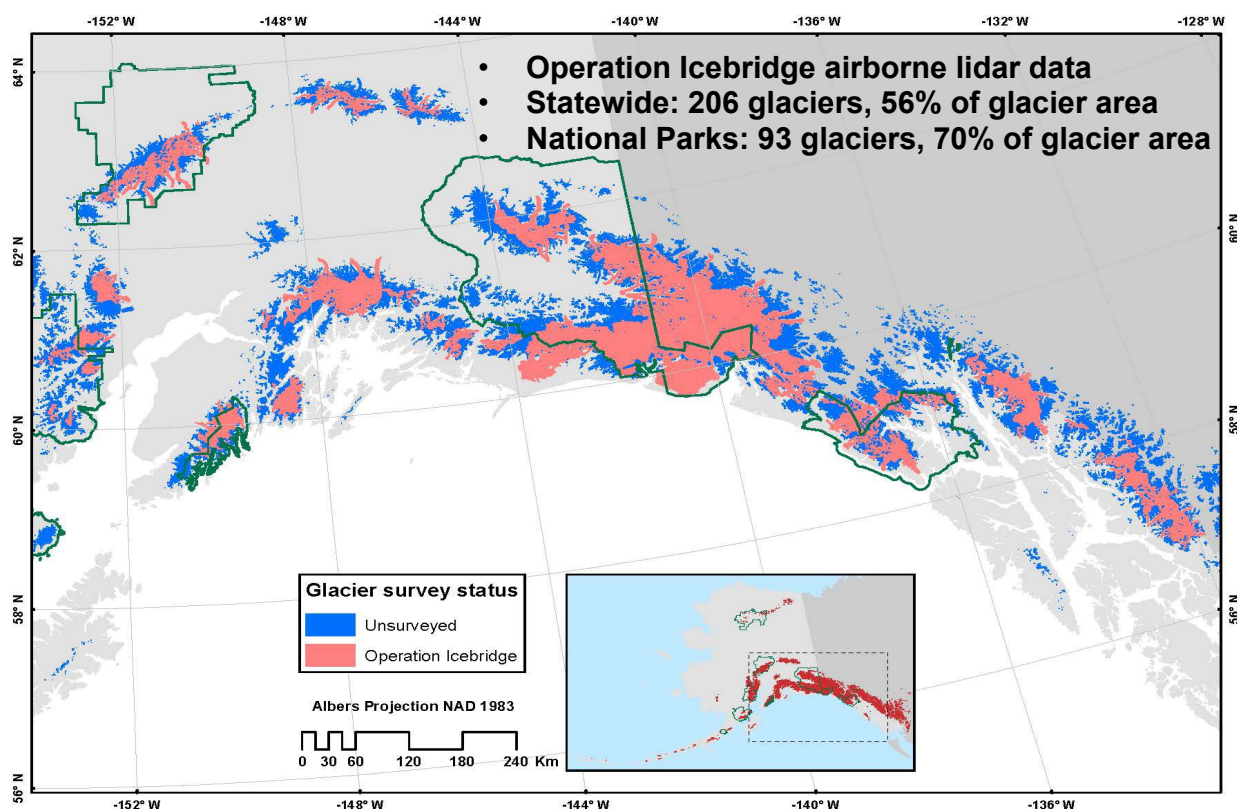 -152° W -148° W -144° W -140° W -136° W -132° W -128° W
64° N
62° N
60° N
58° N
56° N
60° N
58° N
56° N
• Operation Icebridge airborne lidar data
• Statewide: 206 glaciers, 56% of glacier area
• National Parks: 93 glaciers, 70% of glacier area
Glacier survey status
Unsurveyed
Operation Icebridge
Albers Projection NAD 1983
0 30 60 120 180 240 Km
-152° W -148° W -144° W -140° W -136° W